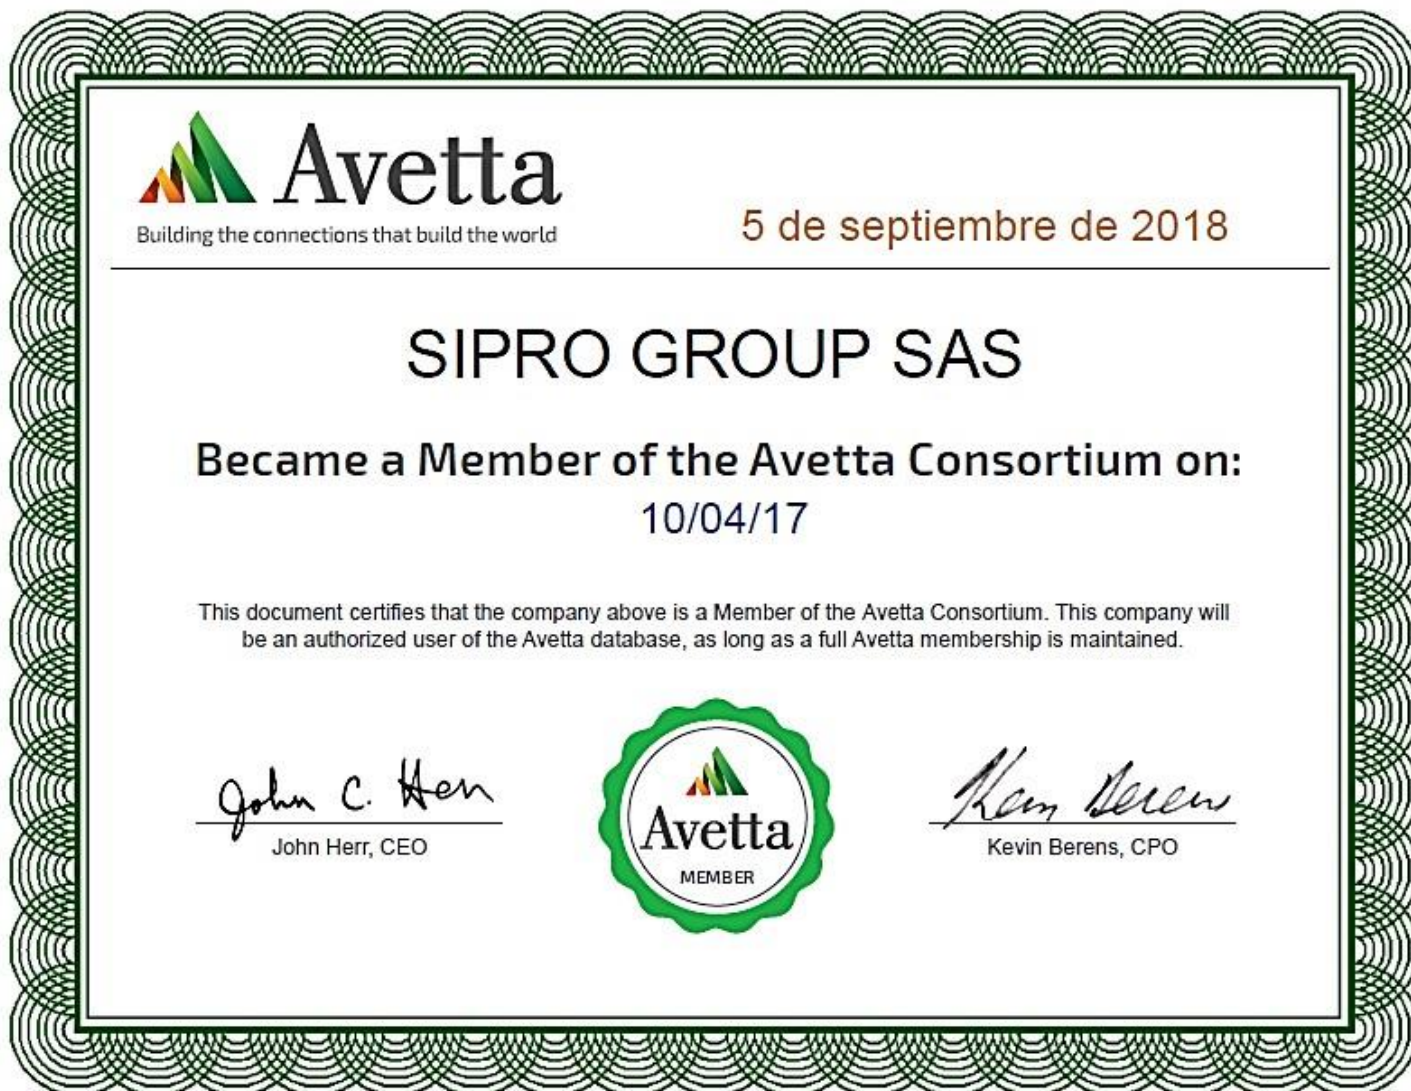 Avetta
Building the connections that build the world
5 de septiembre de 2018
SIPRO GROUP SAS
Became a Member of the Avetta Consortium on:
10/04/17
This document certifies that the company above is a Member of the Avetta Consortium. This company will
be an authorized user of the Avetta database, as long as a full Avetta membership is maintained.
John C. Herr
John Herr, CEO
Avetta
MEMBER
Kevin Berens
Kevin Berens, CPO